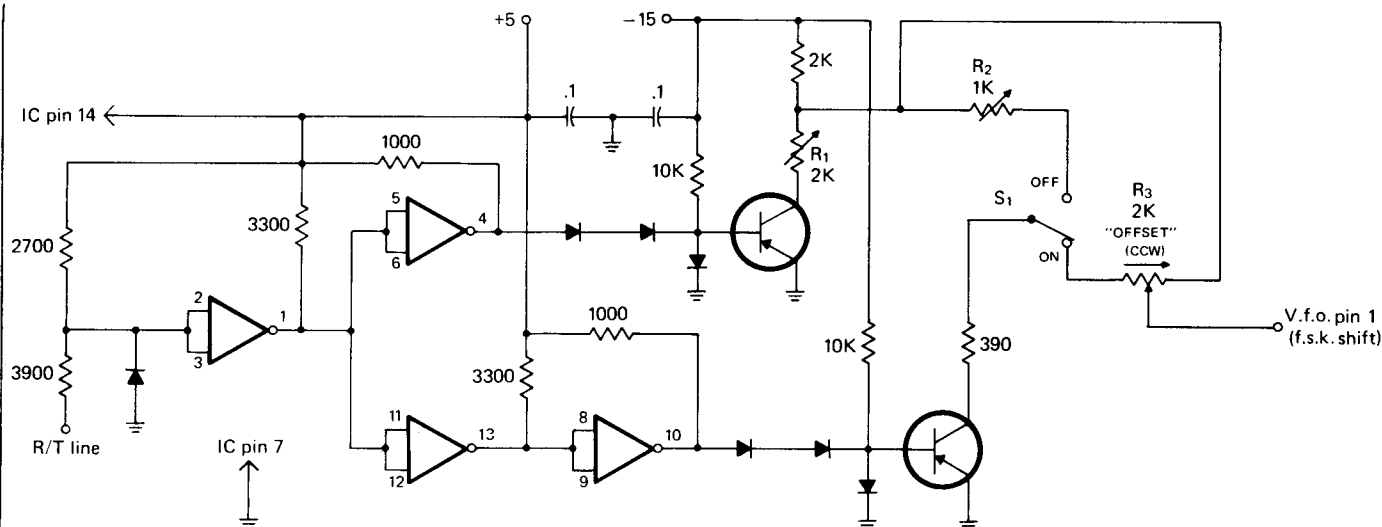 +5
−15
2K
R2
1K
.1
.1
IC pin 14
1000
R1
2K
10K
OFF
S1
R3
2K
"OFFSET"
(CCW)
ON
5
4
6
3300
2700
2
1
3
1000
10K
390
V.f.o. pin 1
(f.s.k. shift)
3900
3300
11
13
12
8
10
9
R/T line
IC pin 7